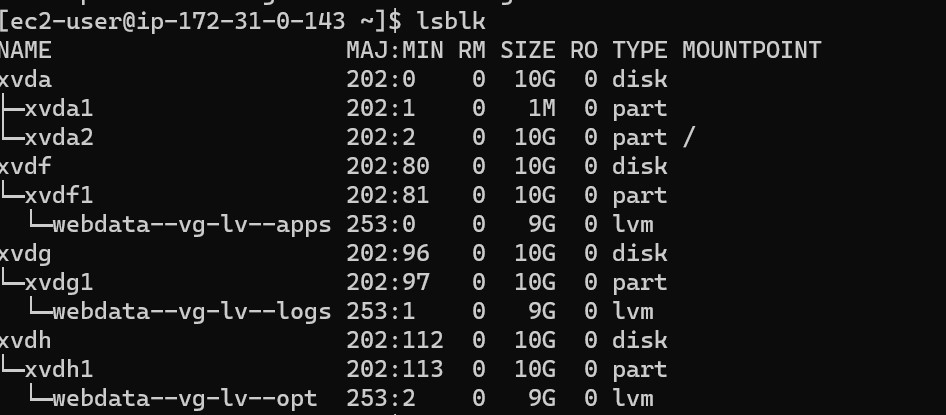 [ec2-user@ip-172-31-0-143 ~]$ lsblk
NAME                     MAJ:MIN RM SIZE RO TYPE MOUNTPOINT
xvda                     202:0    0  10G  0 disk
├─xvda1                  202:1    0   1M  0 part
└─xvda2                  202:2    0  10G  0 part /
xvdf                     202:80   0  10G  0 disk
└─xvdf1                  202:81   0  10G  0 part
  └─webdata--vg-lv--apps 253:0    0   9G  0 lvm
xvdg                     202:96   0  10G  0 disk
└─xvdg1                  202:97   0  10G  0 part
  └─webdata--vg-lv--logs 253:1    0   9G  0 lvm
xvdh                     202:112  0  10G  0 disk
└─xvdh1                  202:113  0  10G  0 part
  └─webdata--vg-lv--opt  253:2    0   9G  0 lvm